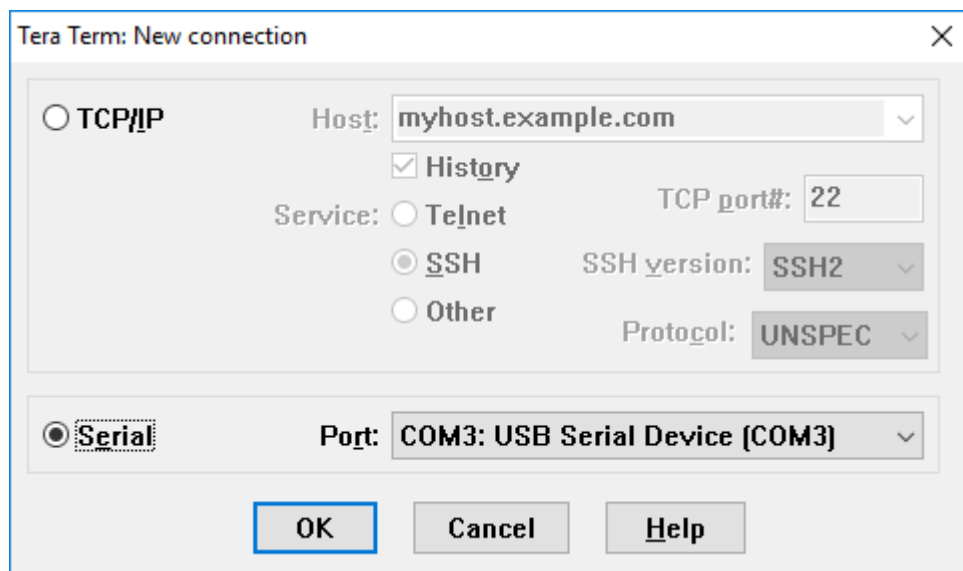 Tera Term: New connection
TCP/IP Host: myhost.example.com
History
Service: Telnet TCP port#: 22
SSH SSH version: SSH2
Other Protocol: UNSPEC
Serial Port: COM3: USB Serial Device (COM3)
OK Cancel Help